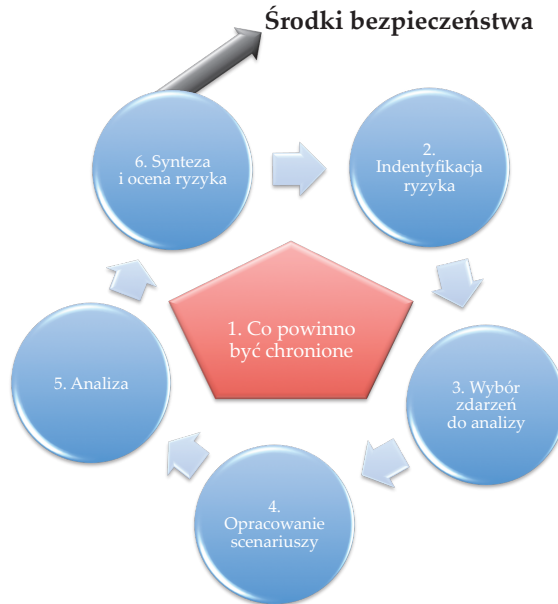 Środki bezpieczeństwa
6. Synteza
i ocena ryzyka
2.
Indentyfikacja
ryzyka
1. Co powinno
być chronione
5. Analiza
3. Wybór
zdarzeń
do analizy
4.
Opracowanie
scenariuszy